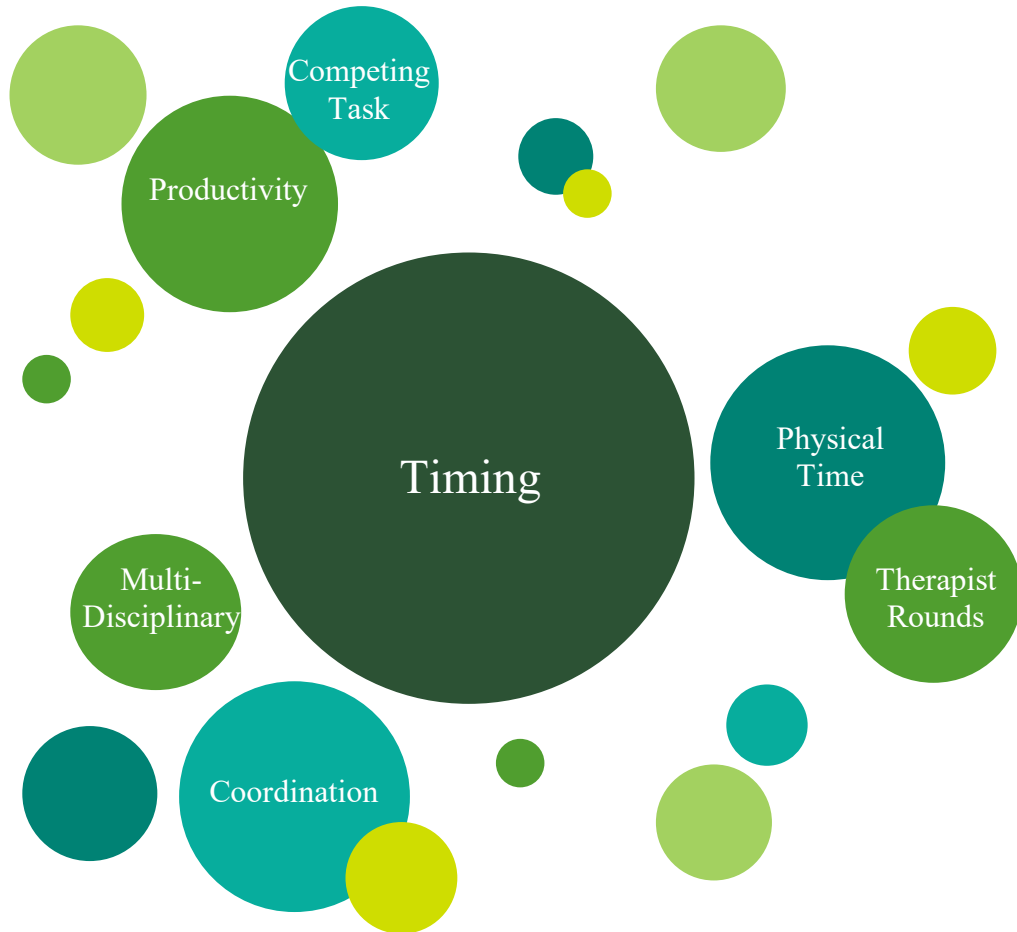 Competing
Task
Productivity
Timing
Physical
Time
Therapist
Rounds
Multi-
Disciplinary
Coordination